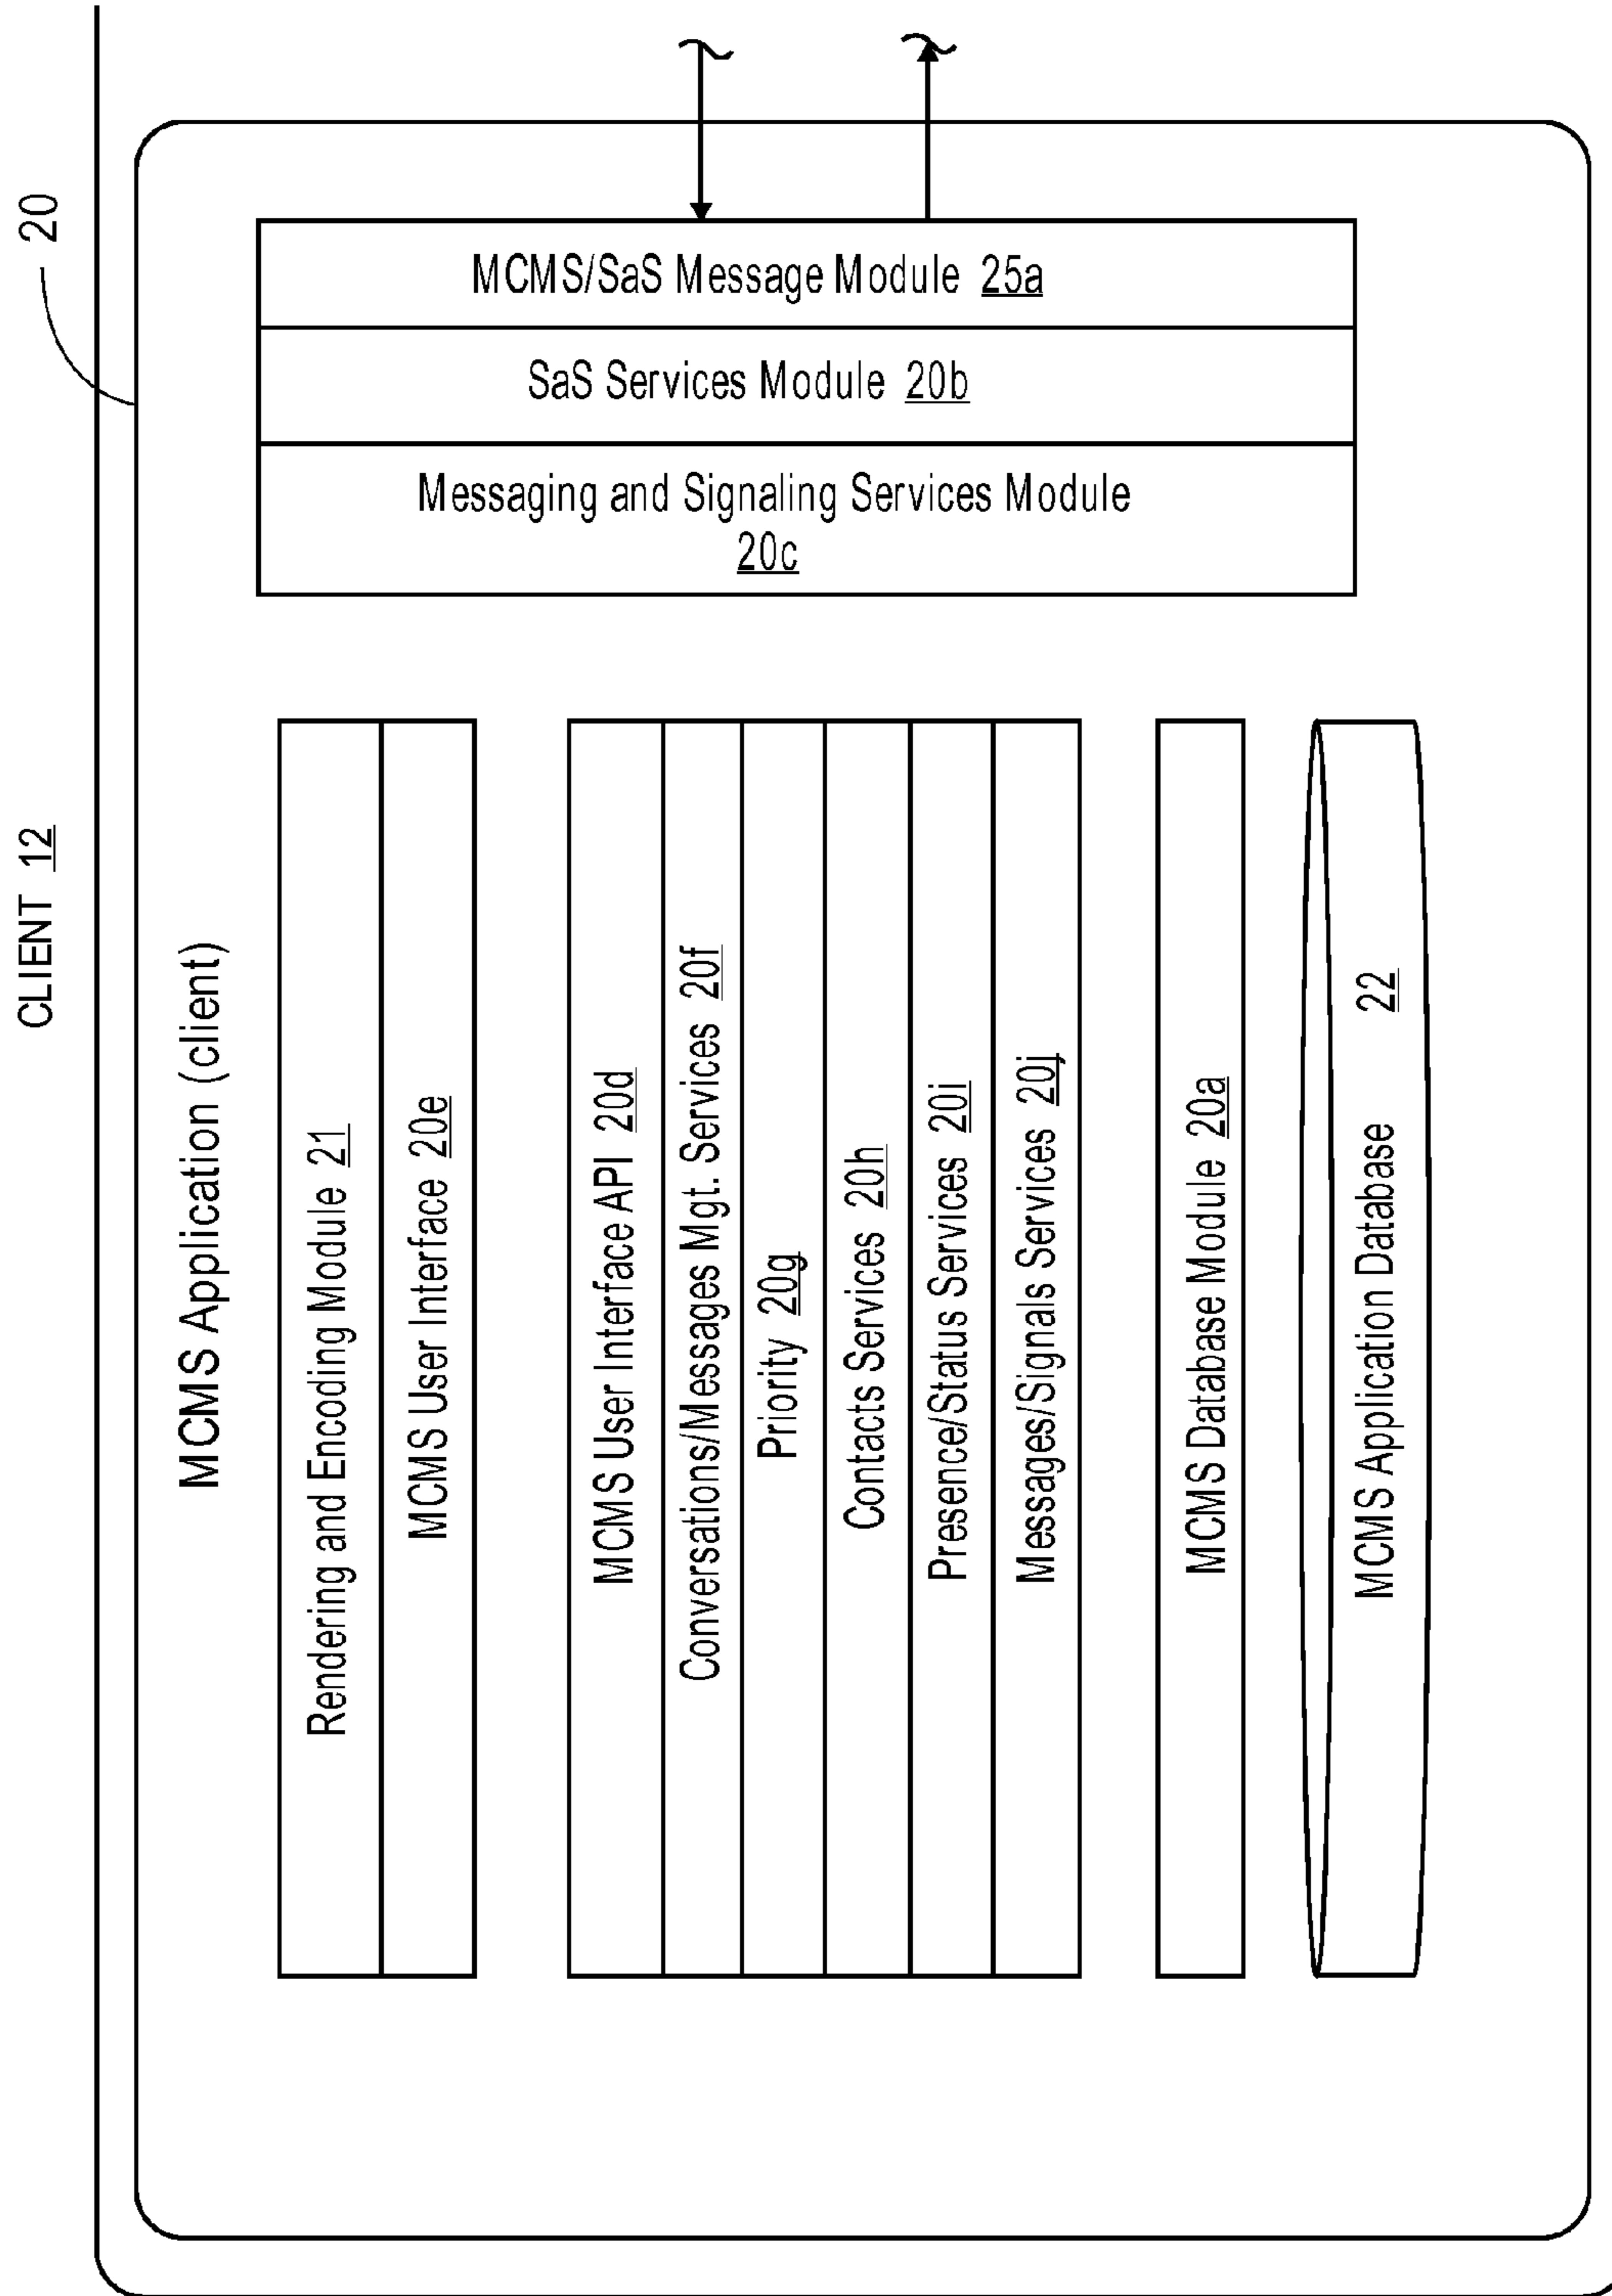 CLIENT 12
20
MCMS Application (client)
Rendering and Encoding Module 21
MCMS User Interface 20e
MCMS User Interface API 20d
Conversations/Messages Mgt. Services 20f
Priority 20g
Contacts Services 20h
Presence/Status Services 20i
Messages/Signals Services 20j
MCMS Database Module 20a
MCMS Application Database 22
MCMS/SaS Message Module 25a
SaS Services Module 20b
Messaging and Signaling Services Module
20c